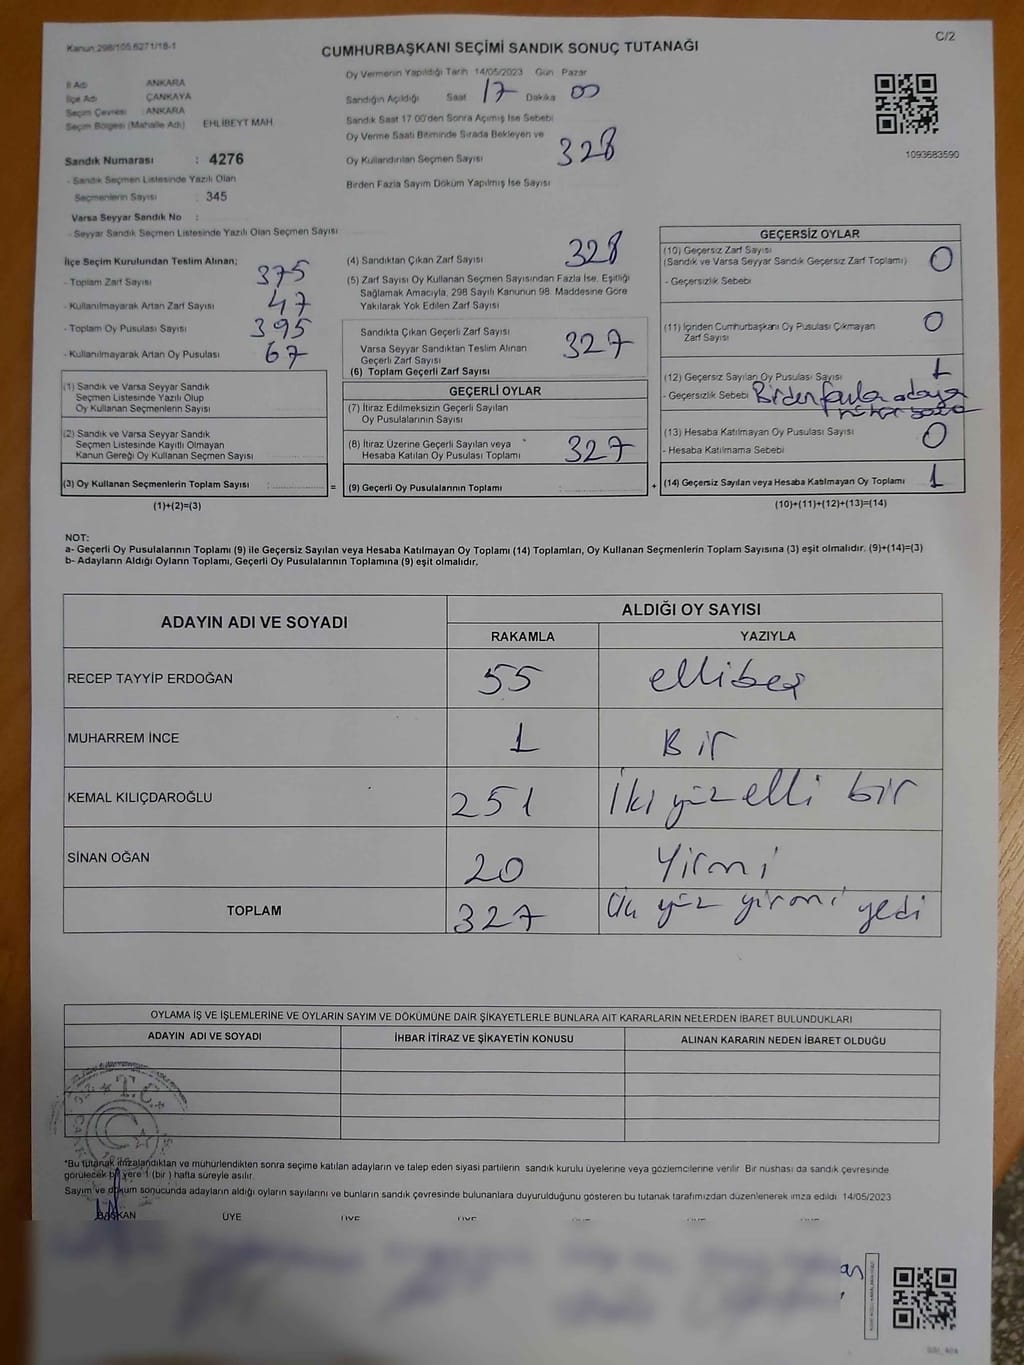 Kanun:298/105.6271/18-1
C/2
CUMHURBAŞKANI SEÇİMİ SANDIK SONUÇ TUTANAĞI
Oy Vermenin Yapıldığı Tarih 14/05/2023 Gün Pazar
İl Adı ANKARA
İlçe Adı ÇANKAYA
Seçim Çevresi : ANKARA
Seçim Bölgesi (Mahalle Adı) EHLİBEYT MAH
Sandık Numarası : 4276
- Sandık Seçmen Listesinde Yazılı Olan
Seçmenlerin Sayısı : 345
Varsa Seyyar Sandık No :
- Seyyar Sandık Seçmen Listesinde Yazılı Olan Seçmen Sayısı
Sandığın Açıldığı Saat 17 Dakika 00
Sandık Saat 17.00'den Sonra Açımış İse Sebebi
Oy Verme Saati Bitiminde Sırada Bekleyen ve
Oy Kullandırılan Seçmen Sayısı 328
Birden Fazla Sayım Döküm Yapılmış İse Sayısı
1093683590
İlçe Seçim Kurulundan Teslim Alınan;
- Toplam Zarf Sayısı 375
- Kullanılmayarak Artan Zarf Sayısı 47
- Toplam Oy Pusulası Sayısı 395
- Kullanılmayarak Artan Oy Pusulası 67
(1) Sandık ve Varsa Seyyar Sandık
Seçmen Listesinde Yazılı Olup
Oy Kullanan Seçmenlerin Sayısı
(2) Sandık ve Varsa Seyyar Sandık
Seçmen Listesinde Kayıtlı Olmayan
Kanun Gereği Oy Kullanan Seçmen Sayısı
(3) Oy Kullanan Seçmenlerin Toplam Sayısı : =
(1)+(2)=(3)
(4) Sandıktan Çıkan Zarf Sayısı 328
(5) Zarf Sayısı Oy Kullanan Seçmen Sayısından Fazla İse, Eşitliği
Sağlamak Amacıyla, 298 Sayılı Kanunun 98. Maddesine Göre
Yakılarak Yok Edilen Zarf Sayısı
Sandıkta Çıkan Geçerli Zarf Sayısı
Varsa Seyyar Sandıktan Teslim Alınan
Geçerli Zarf Sayısı 327
(6) Toplam Geçerli Zarf Sayısı
GEÇERLİ OYLAR
(7) İtiraz Edilmeksizin Geçerli Sayılan
Oy Pusulalarının Sayısı
(8) İtiraz Üzerine Geçerli Sayılan veya
Hesaba Katılan Oy Pusulası Toplamı 327
(9) Geçerli Oy Pusulalarının Toplamı : +
GEÇERSİZ OYLAR
(10) Geçersiz Zarf Sayısı
(Sandık ve Varsa Seyyar Sandık Geçersiz Zarf Toplamı) 0
- Geçersizlik Sebebi
(11) İçinden Cumhurbaşkanı Oy Pusulası Çıkmayan
Zarf Sayısı 0
(12) Geçersiz Sayılan Oy Pusulası Sayısı 1
- Geçersizlik Sebebi Birden fazla adaya
(13) Hesaba Katılmayan Oy Pusulası Sayısı 0
- Hesaba Katılmama Sebebi
(14) Geçersiz Sayılan veya Hesaba Katılmayan Oy Toplamı 1
(10)+(11)+(12)+(13)=(14)
NOT:
a- Geçerli Oy Pusulalarının Toplamı (9) ile Geçersiz Sayılan veya Hesaba Katılmayan Oy Toplamı (14) Toplamları, Oy Kullanan Seçmenlerin Toplam Sayısına (3) eşit olmalıdır. (9)+(14)=(3)
b- Adayların Aldığı Oyların Toplamı, Geçerli Oy Pusulalarının Toplamına (9) eşit olmalıdır.
ADAYIN ADI VE SOYADI
ALDIĞI OY SAYISI
RAKAMLA YAZIYLA
RECEP TAYYİP ERDOĞAN 55 ellibeş
MUHARREM İNCE 1 Bir
KEMAL KILIÇDAROĞLU 251 İki yüz elli bir
SİNAN OĞAN 20 Yirmi
TOPLAM 327 Üç yüz yirmi yedi
OYLAMA İŞ VE İŞLEMLERİNE VE OYLARIN SAYIM VE DÖKÜMÜNE DAİR ŞİKAYETLERLE BUNLARA AİT KARARLARIN NELERDEN İBARET BULUNDUKLARI
ADAYIN ADI VE SOYADI İHBAR İTİRAZ VE ŞİKAYETİN KONUSU ALINAN KARARIN NEDEN İBARET OLDUĞU
T.C.
*Bu tutanak imzalandıktan ve mühürlendikten sonra seçime katılan adayların ve talep eden siyasi partilerin sandık kurulu üyelerine veya gözlemcilerine verilir. Bir nushası da sandık çevresinde
görülecek bir yere 1 (bir) hafta süreyle asılır.
Sayım ve döküm sonucunda adayların aldığı oyların sayılarını ve bunların sandık çevresinde bulunanlara duyurulduğunu gösteren bu tutanak tarafımızdan düzenlenerek imza edildi. 14/05/2023
BAŞKAN ÜYE ÜYE ÜYE ÜYE ÜYE ÜYE